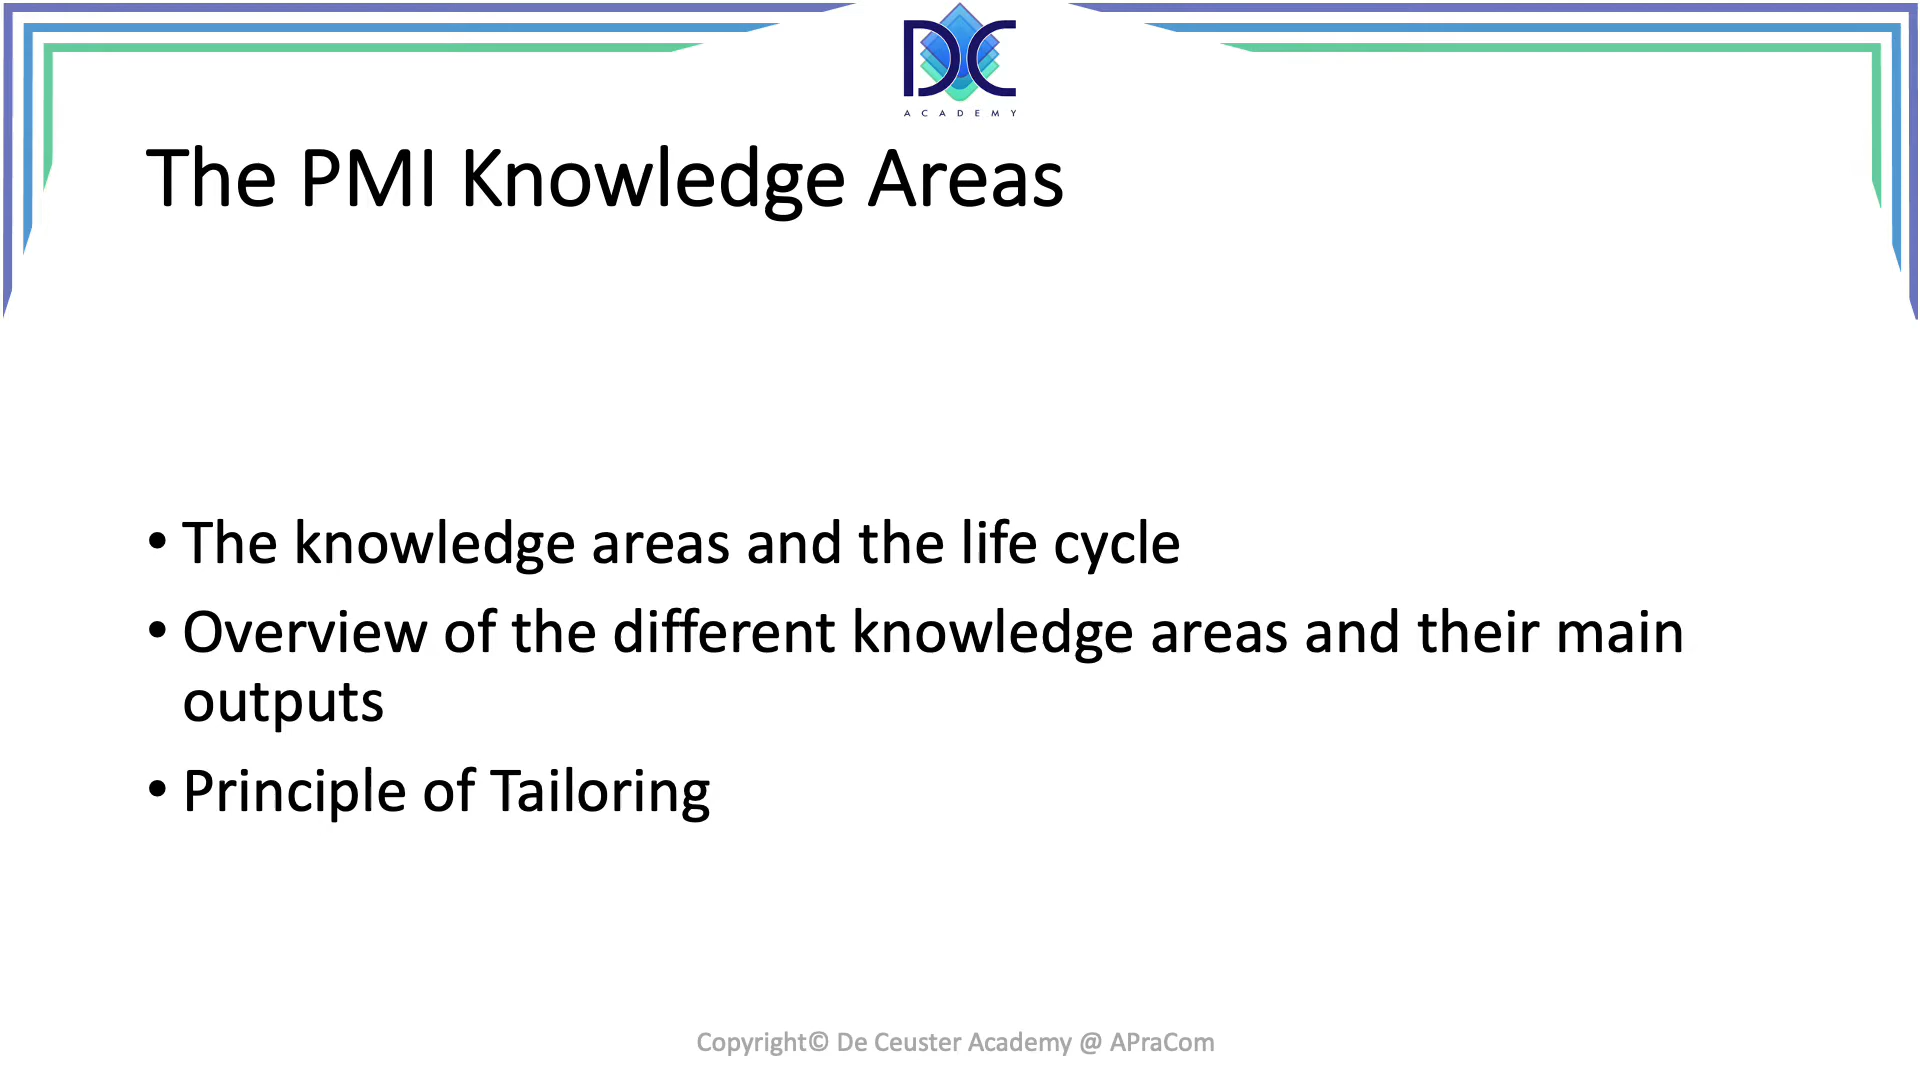 DC
ACADEMY
The PMI Knowledge Areas
• The knowledge areas and the life cycle
• Overview of the different knowledge areas and their main
outputs
• Principle of Tailoring
Copyright© De Ceuster Academy @ APraCom